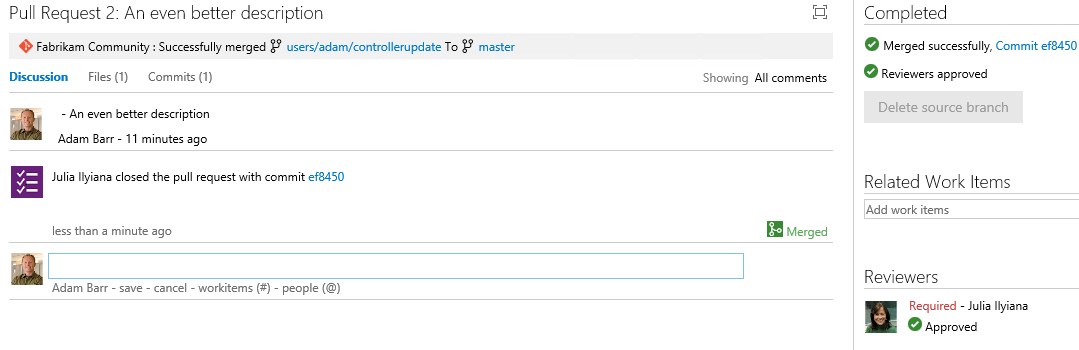 Pull Request 2: An even better description
Fabrikam Community : Successfully merged users/adam/controllerupdate To master
Discussion Files (1) Commits (1) Showing All comments
- An even better description
Adam Barr - 11 minutes ago
Julia Ilyiana closed the pull request with commit ef8450
less than a minute ago Merged
Adam Barr - save - cancel - workitems (#) - people (@)
Completed
Merged successfully, Commit ef8450
Reviewers approved
Delete source branch
Related Work Items
Add work items
Reviewers
Required - Julia Ilyiana
Approved